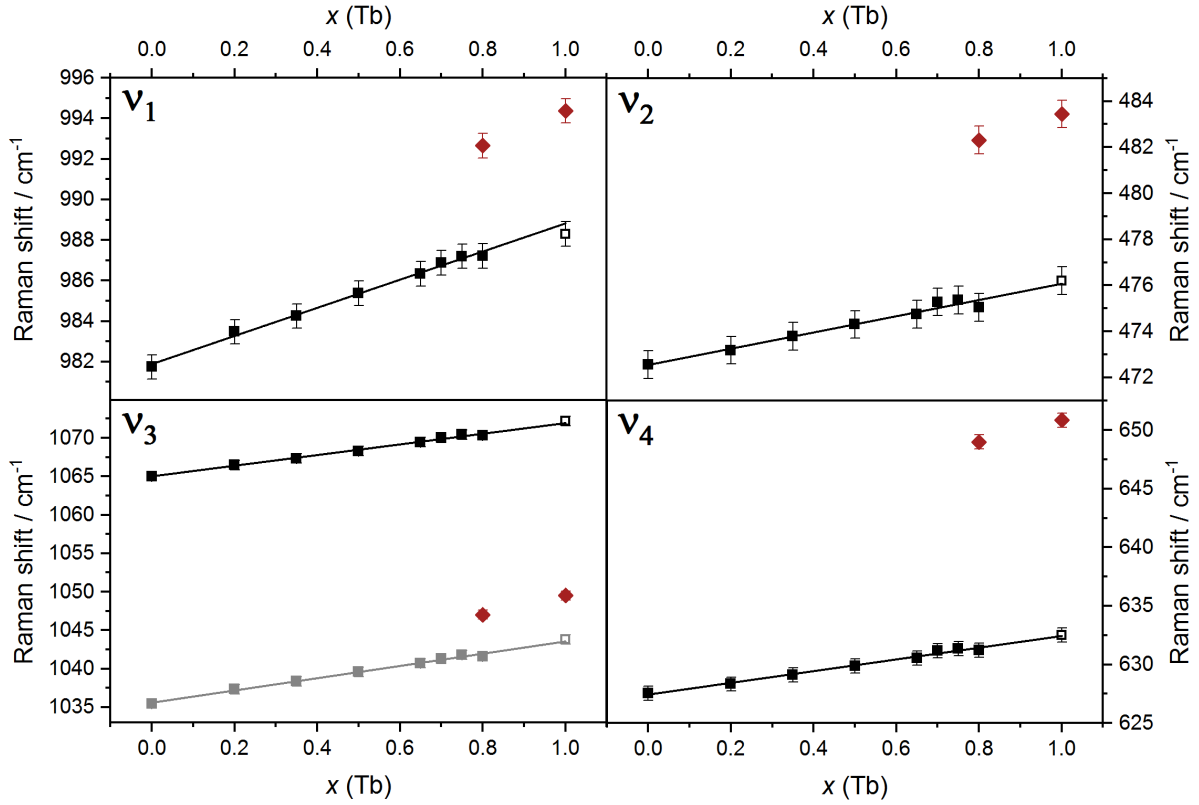 x (Tb) x (Tb)
0.0 0.2 0.4 0.6 0.8 1.0 0.0 0.2 0.4 0.6 0.8 1.0
ν1
996
994
992
990
988
986
984
982
Raman shift / cm-1
ν2
484
482
480
478
476
474
472
Raman shift / cm-1
ν3
1070
1065
1060
1055
1050
1045
1040
1035
Raman shift / cm-1
ν4
650
645
640
635
630
625
Raman shift / cm-1
0.0 0.2 0.4 0.6 0.8 1.0 0.0 0.2 0.4 0.6 0.8 1.0
x (Tb) x (Tb)